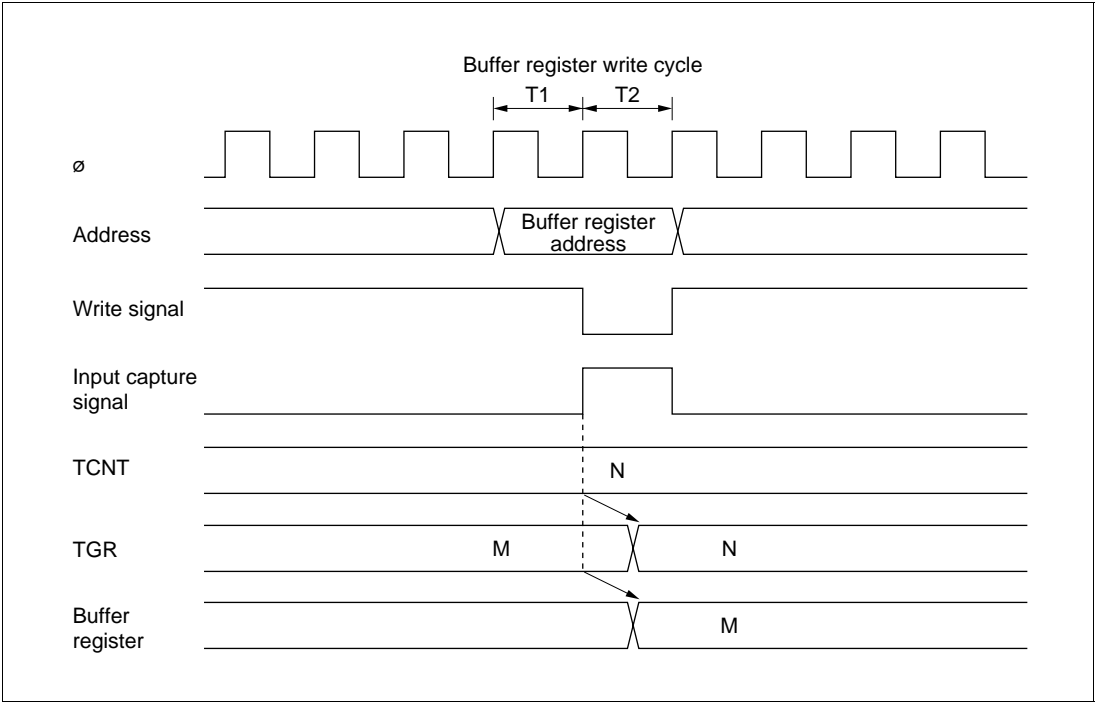 Buffer register write cycle
T1 T2
ø
Address
Buffer register
address
Write signal
Input capture
signal
TCNT
N
TGR
M
N
Buffer
register
M